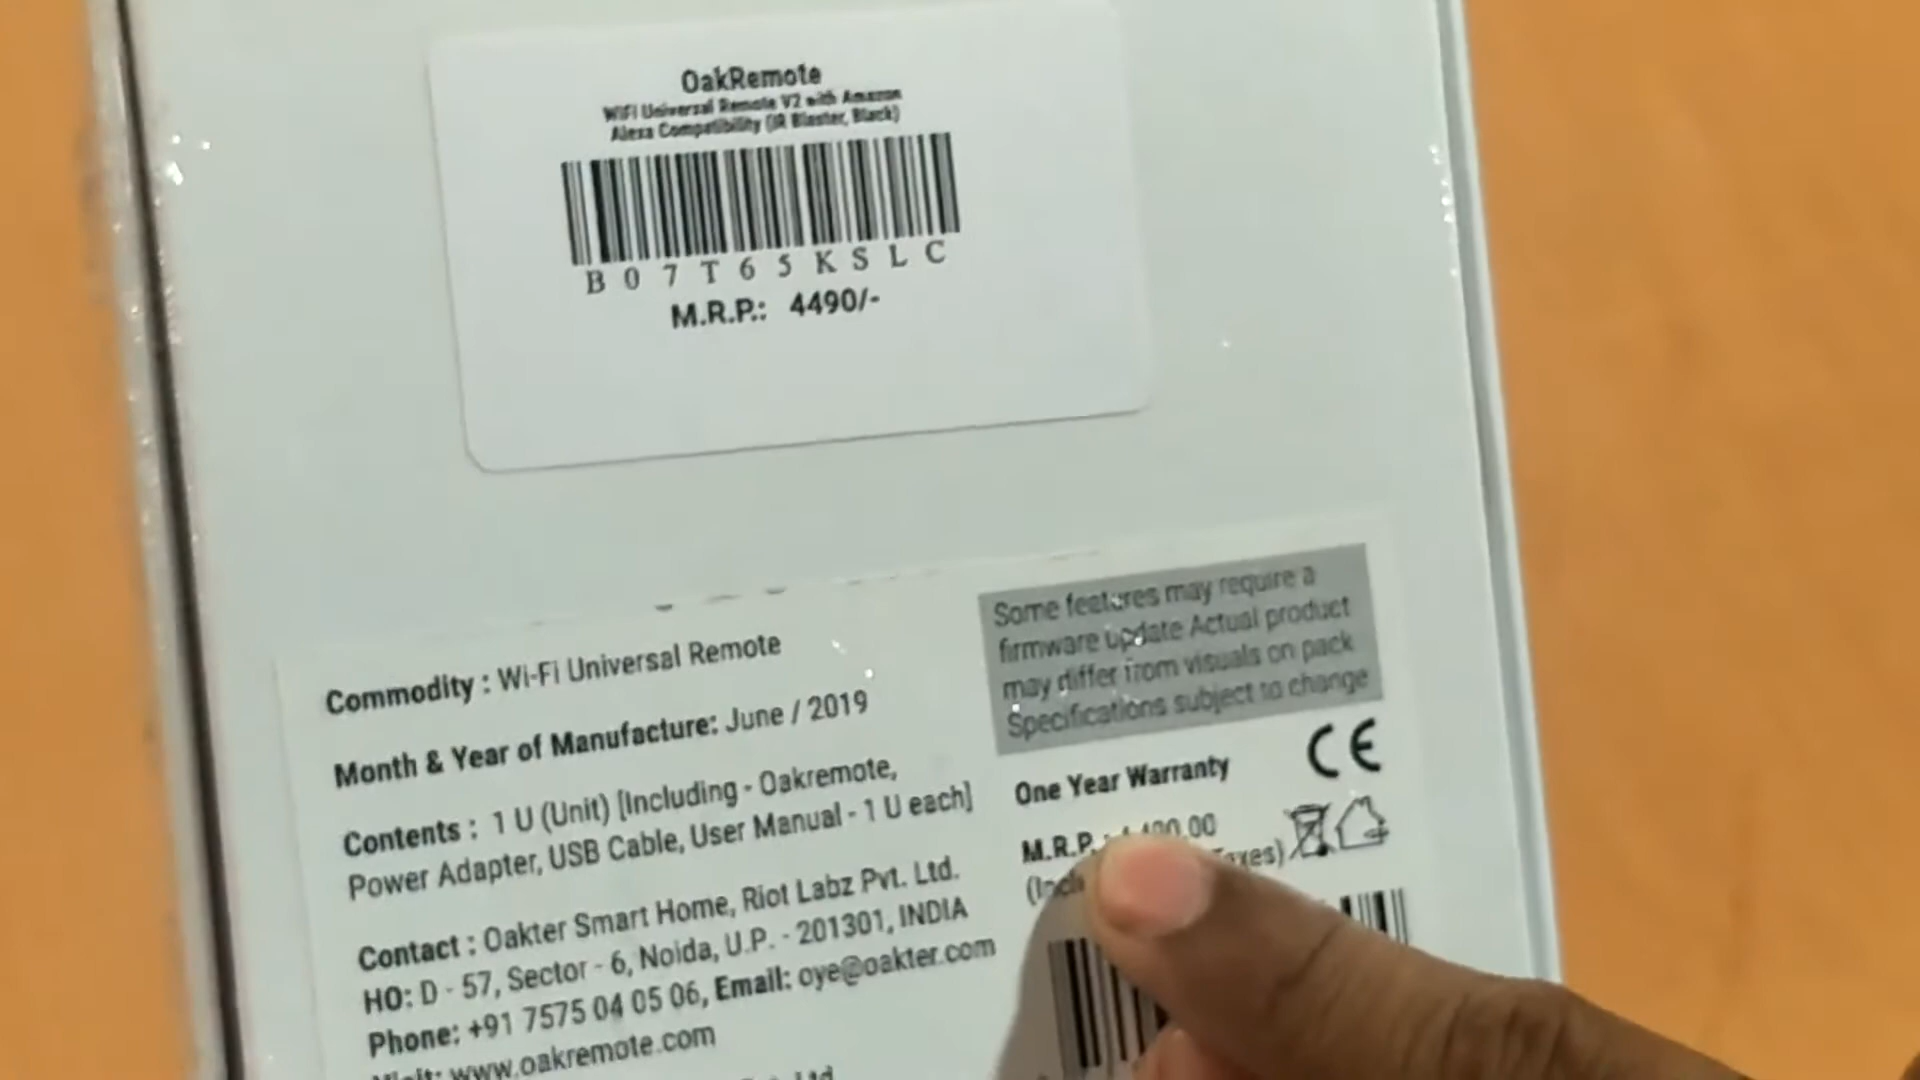 OakRemote
WiFi Universal Remote V2 with Amazon
Alexa Compatibility (IR Blaster, Black)
B07T65KSLC
M.R.P.: 4490/-
Some features may require a
firmware update Actual product
may differ from visuals on pack
Specifications subject to change
Commodity : Wi-Fi Universal Remote
Month & Year of Manufacture: June / 2019
Contents : 1 U (Unit) [Including - Oakremote,
Power Adapter, USB Cable, User Manual - 1 U each]
Contact : Oakter Smart Home, Riot Labz Pvt. Ltd.
HO: D - 57, Sector - 6, Noida, U.P. - 201301, INDIA
Phone: +91 7575 04 05 06, Email: oye@oakter.com
Visit: www.oakremote.com
Ltd
One Year Warranty
CE
M.R.P.